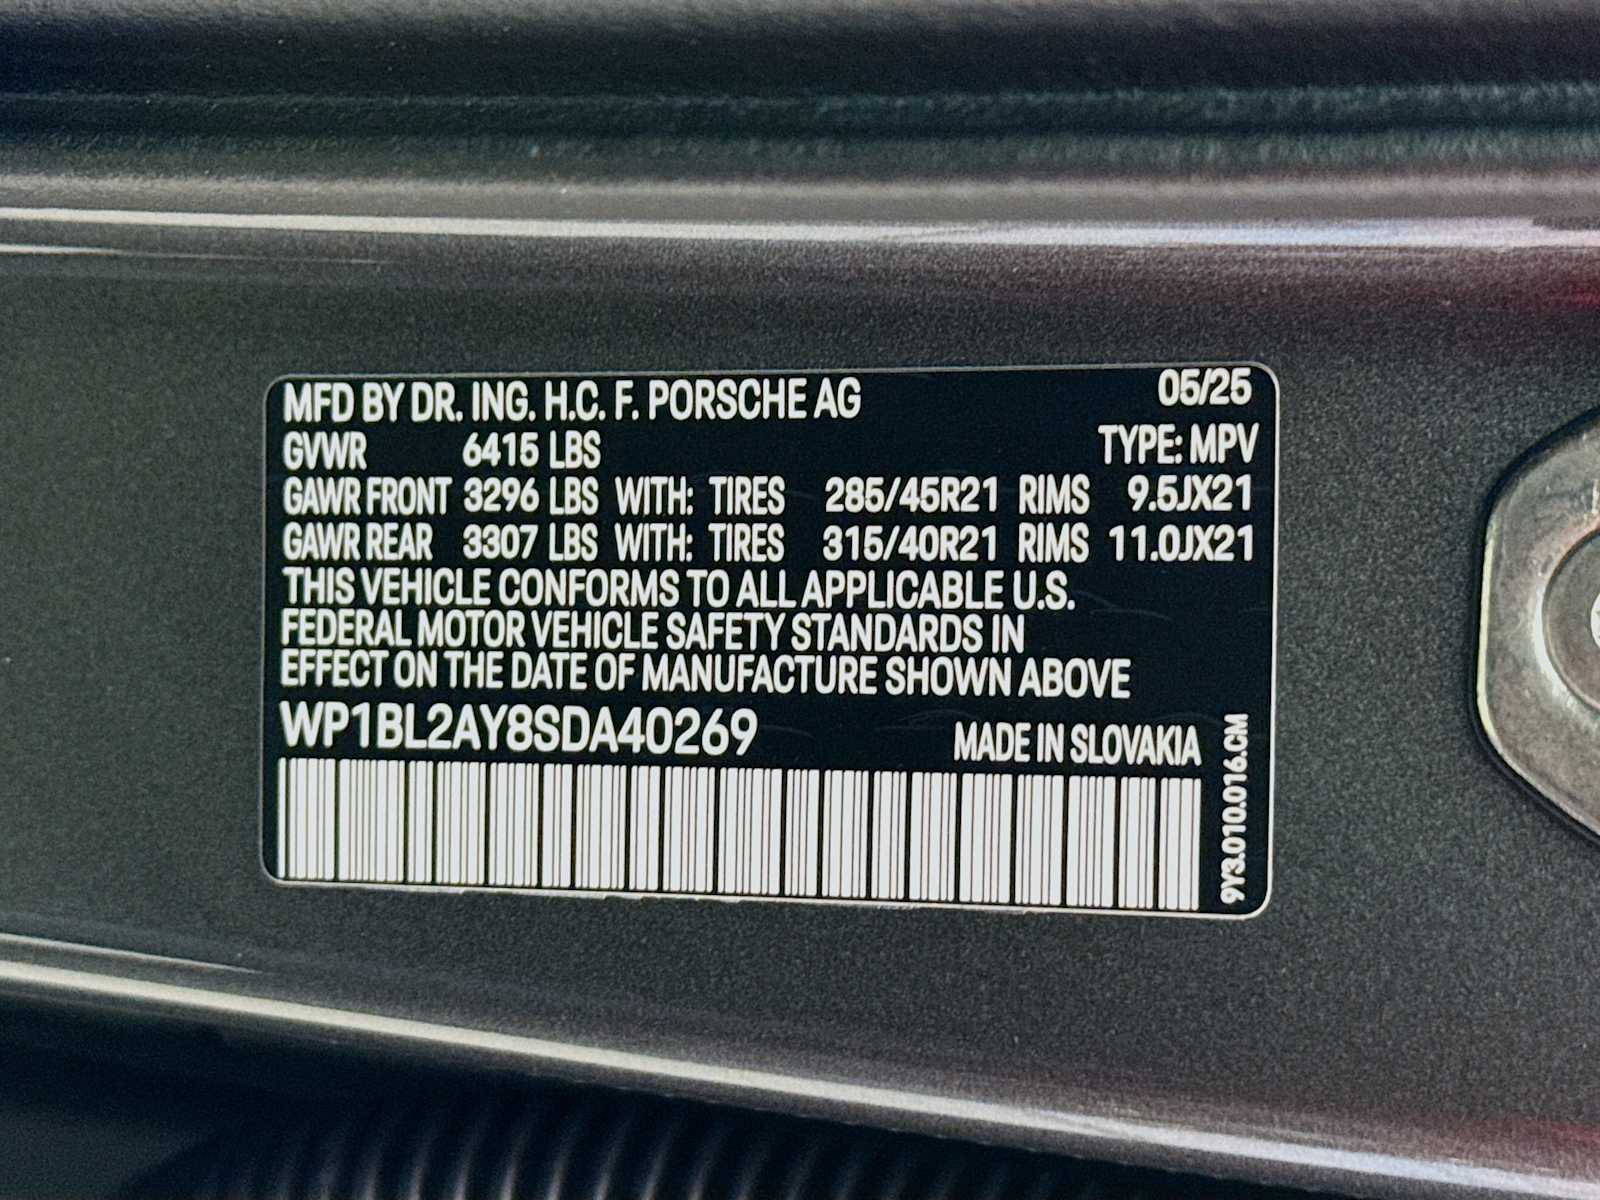 MFD BY DR. ING. H.C. F. PORSCHE AG 05/25
GVWR 6415 LBS TYPE: MPV
GAWR FRONT 3296 LBS WITH: TIRES 285/45R21 RIMS 9.5JX21
GAWR REAR 3307 LBS WITH: TIRES 315/40R21 RIMS 11.0JX21
THIS VEHICLE CONFORMS TO ALL APPLICABLE U.S.
FEDERAL MOTOR VEHICLE SAFETY STANDARDS IN
EFFECT ON THE DATE OF MANUFACTURE SHOWN ABOVE
WP1BL2AY8SDA40269 MADE IN SLOVAKIA
9Y3.010.016.CM